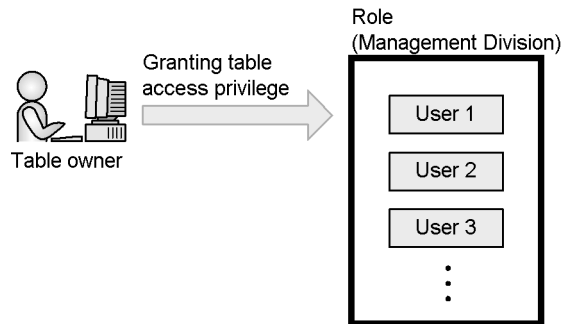 Role
(Management Division)
Granting table
access privilege
Table owner
User 1
User 2
User 3